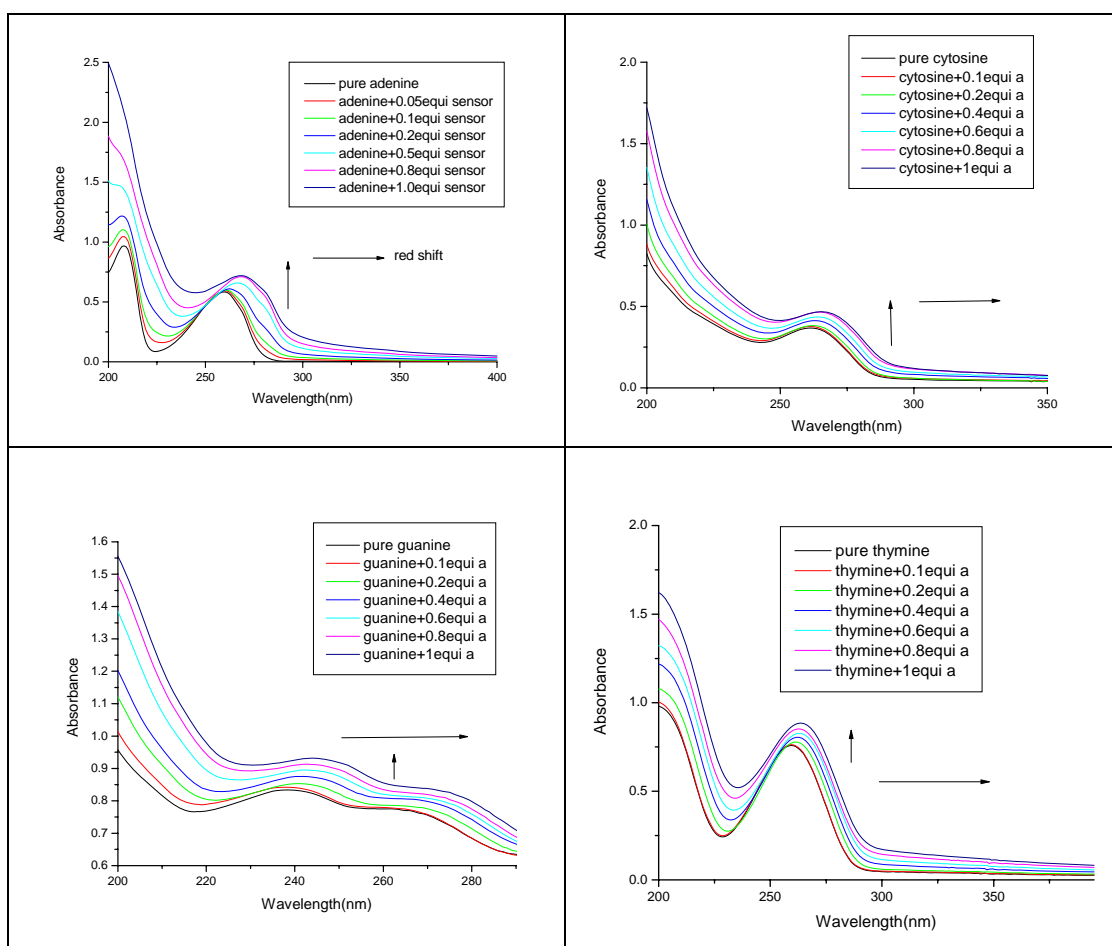 2.5
2.0
1.5
1.0
0.5
0.0
Absorbance
200 250 300 350 400
Wavelength(nm)
pure adenine
adenine+0.05equi sensor
adenine+0.1equi sensor
adenine+0.2equi sensor
adenine+0.5equi sensor
adenine+0.8equi sensor
adenine+1.0equi sensor
red shift
2.0
1.5
1.0
0.5
0.0
Absorbance
200 250 300 350
Wavelength(nm)
pure cytosine
cytosine+0.1equi a
cytosine+0.2equi a
cytosine+0.4equi a
cytosine+0.6equi a
cytosine+0.8equi a
cytosine+1equi a
1.6
1.5
1.4
1.3
1.2
1.1
1.0
0.9
0.8
0.7
0.6
Absorbance
200 220 240 260 280
Wavelength(nm)
pure guanine
guanine+0.1equi a
guanine+0.2equi a
guanine+0.4equi a
guanine+0.6equi a
guanine+0.8equi a
guanine+1equi a
2.0
1.5
1.0
0.5
0.0
Absorbance
200 250 300 350
Wavelength(nm)
pure thymine
thymine+0.1equi a
thymine+0.2equi a
thymine+0.4equi a
thymine+0.6equi a
thymine+0.8equi a
thymine+1equi a